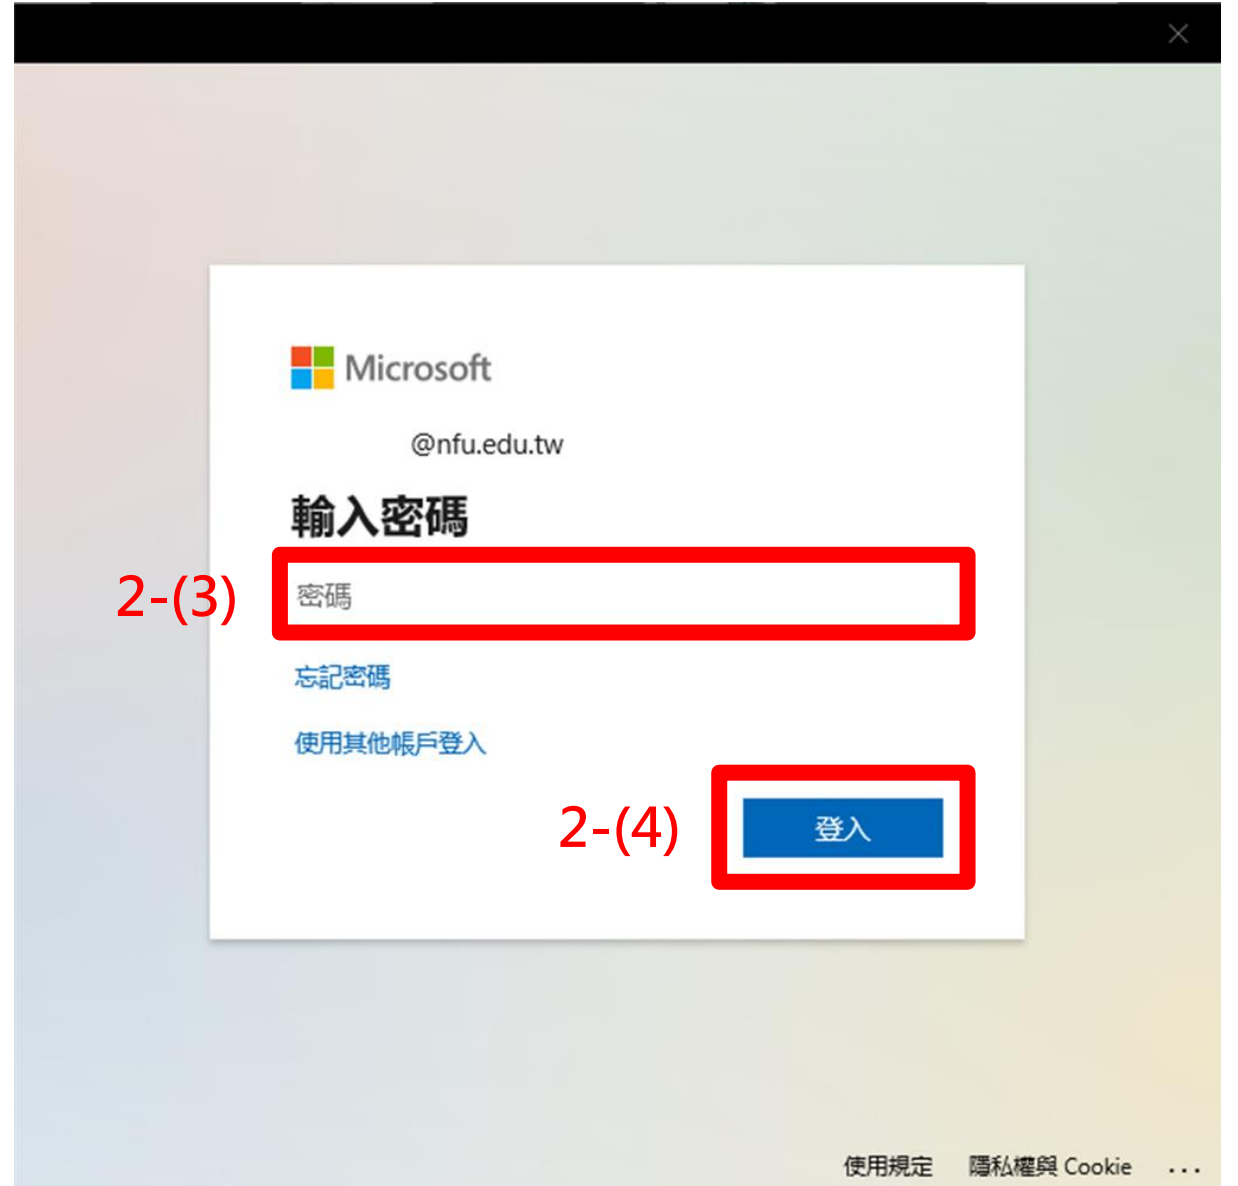 Microsoft
@nfu.edu.tw
輸入密碼
2-(3)
密碼
忘記密碼
使用其他帳戶登入
2-(4)
登入
使用規定 隱私權與 Cookie ...